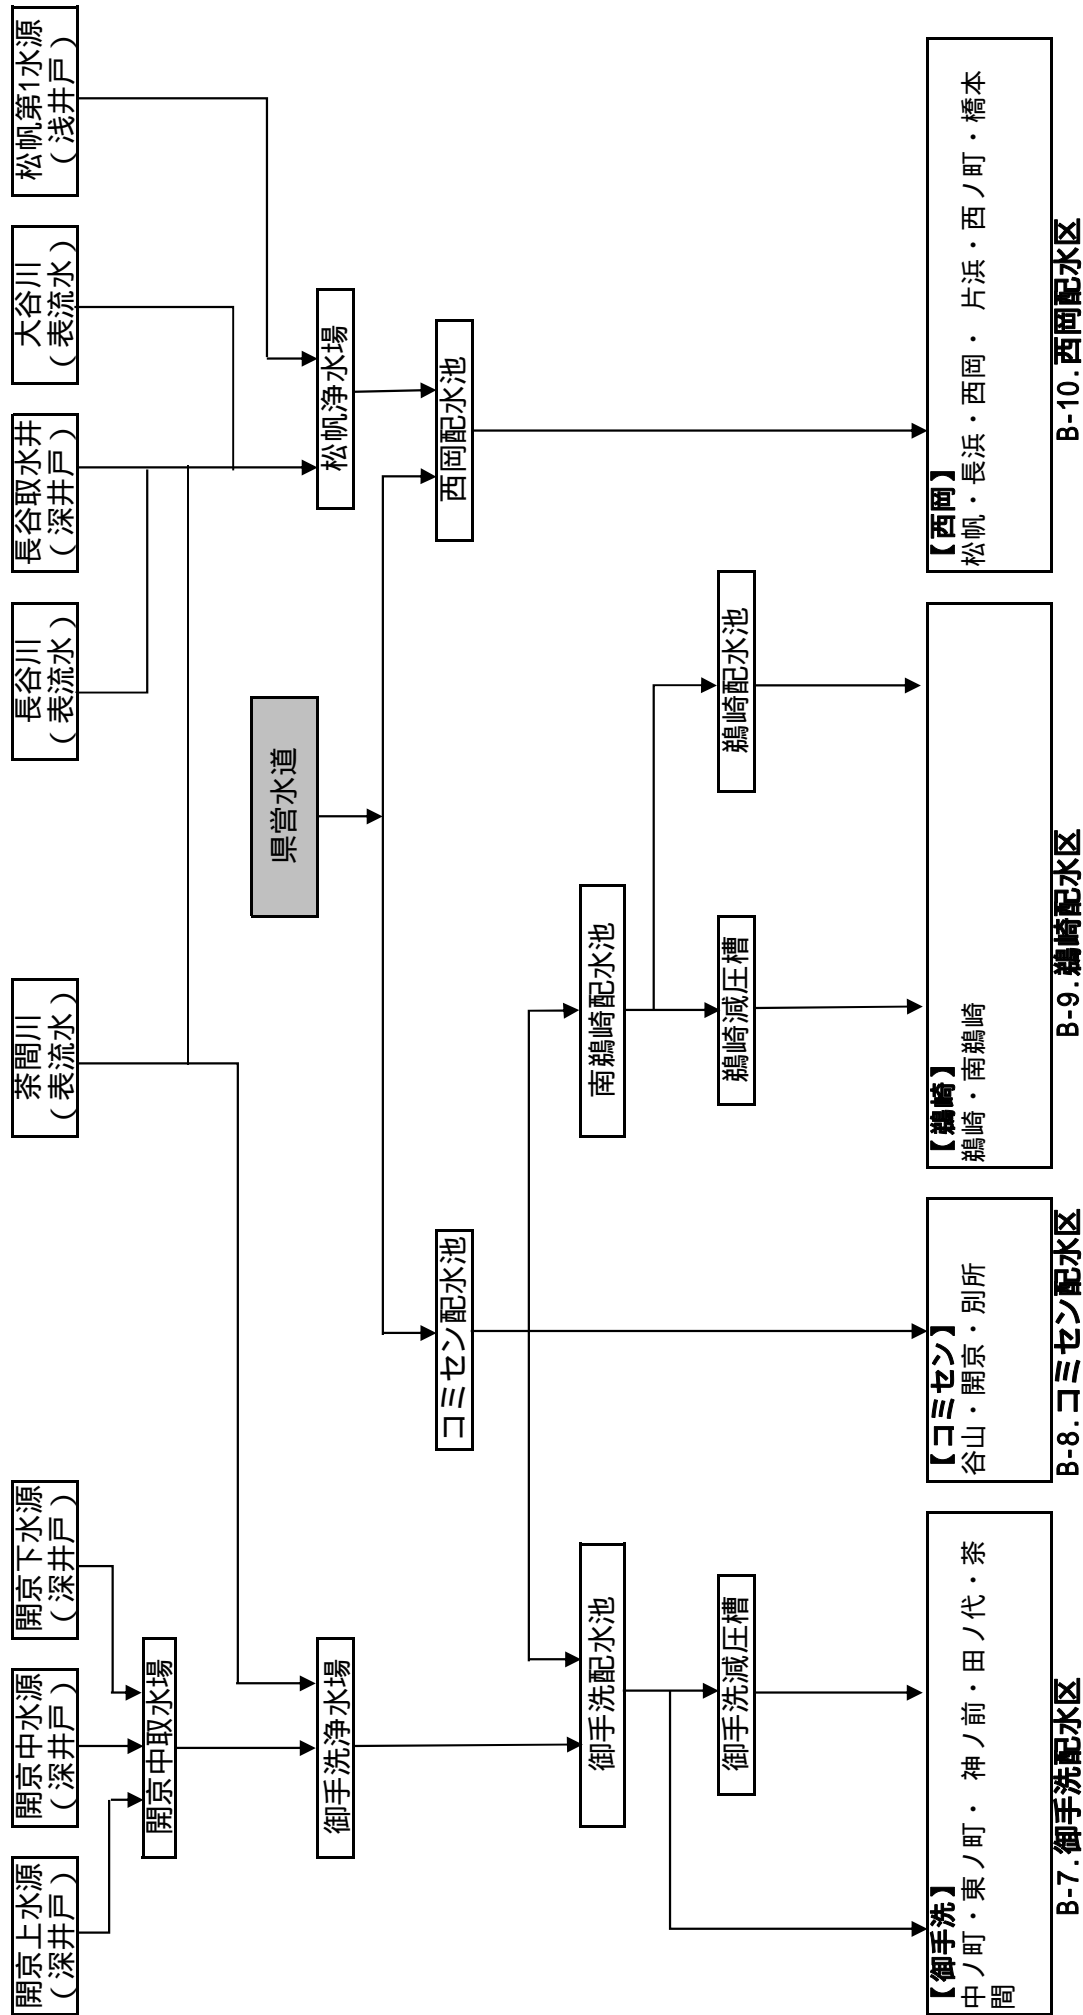 開京上水源
（深井戸）
開京中水源
（深井戸）
開京下水源
（深井戸）
茶間川
（表流水）
長谷川
（表流水）
長谷取水井
（深井戸）
大谷川
（表流水）
松帆第1水源
（浅井戸）
開京中取水場
県営水道
御手洗浄水場
松帆浄水場
コミセン配水池
西岡配水池
御手洗配水池
南鵜崎配水池
御手洗減圧槽
鵜崎減圧槽
鵜崎配水池
【御手洗】
中ノ町・東ノ町・ 神ノ前・田ノ代・茶
間
B-7.御手洗配水区
【コミセン】
谷山・開京・別所
B-8.コミセン配水区
【鵜崎】
鵜崎・南鵜崎
B-9.鵜崎配水区
【西岡】
松帆・長浜・西岡・ 片浜・西ノ町・橋本
B-10.西岡配水区